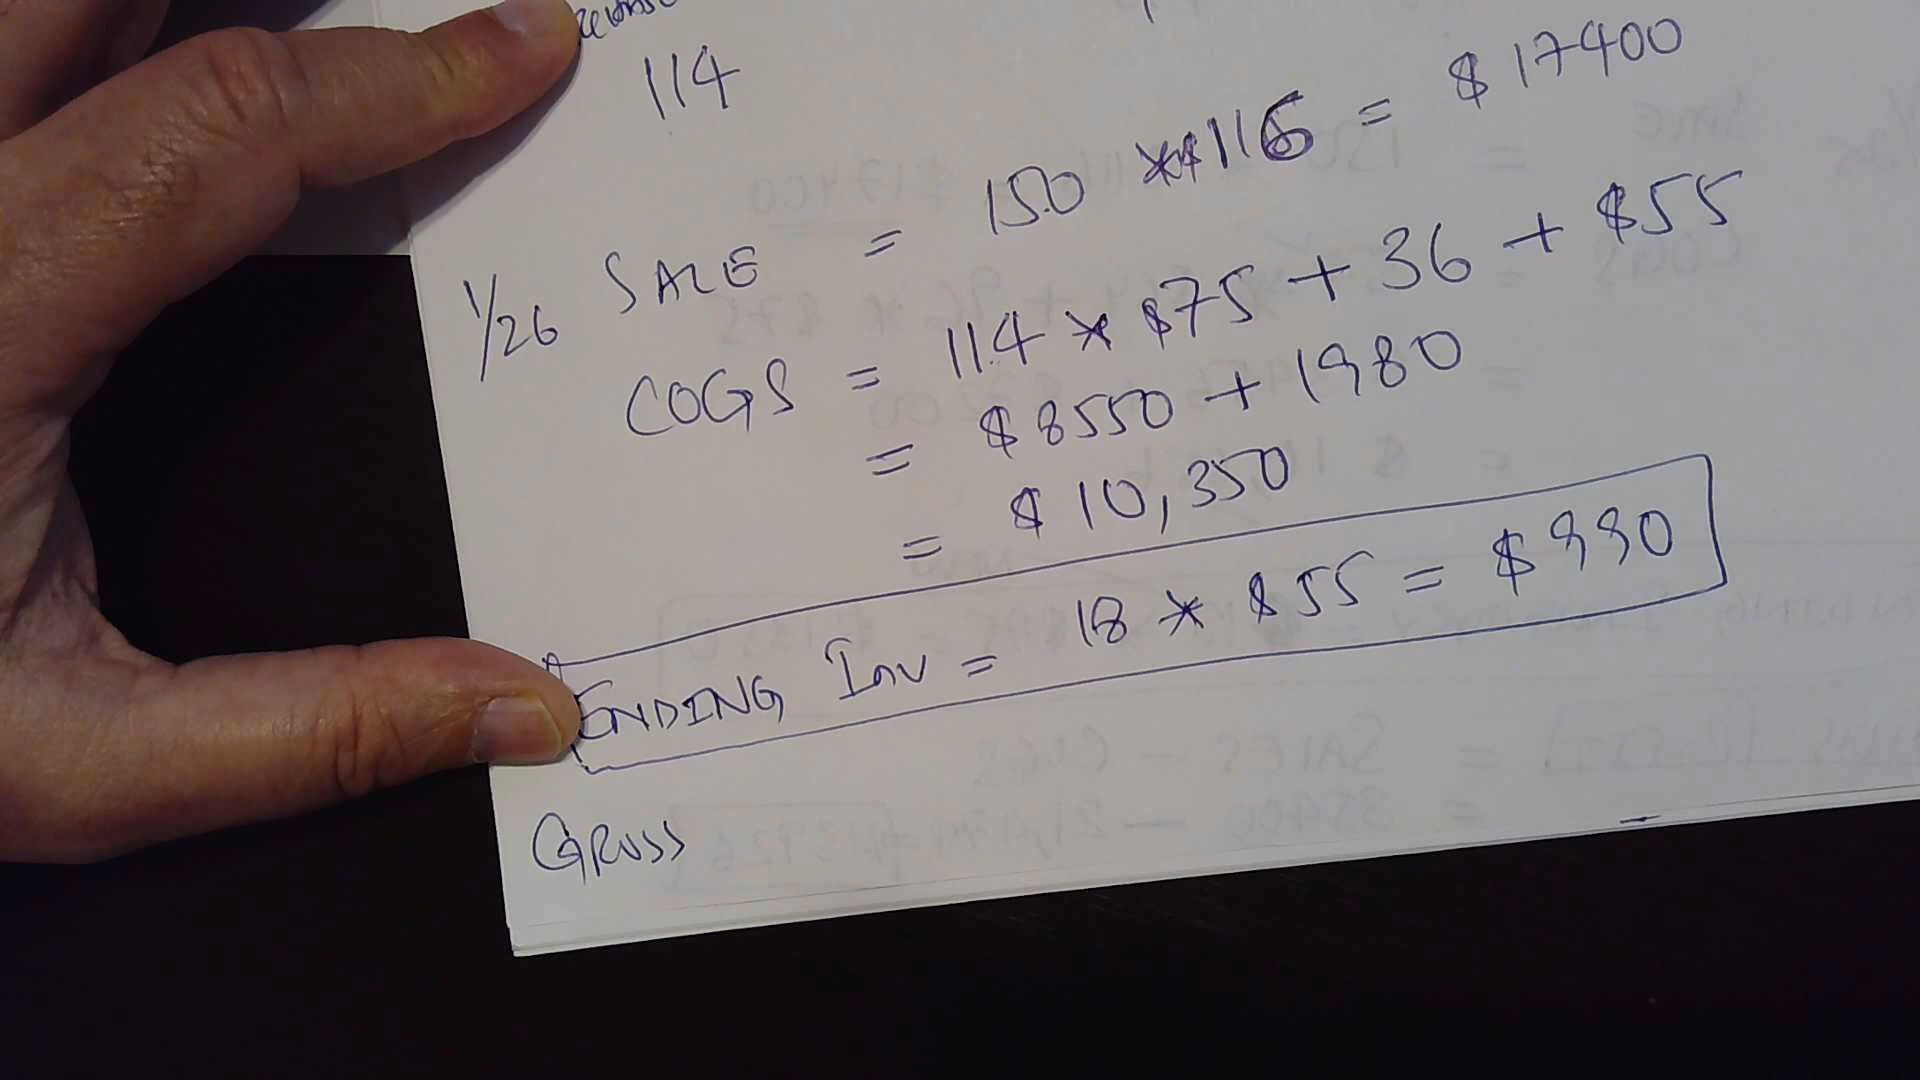 114
1/26 SALE = 150 *$116 = $17400
COGS = 114 * $75 + 36 + $55
= $8550 + 1980
= $10,350
ENDING Inv = 18 * $55 = $990
GROSS